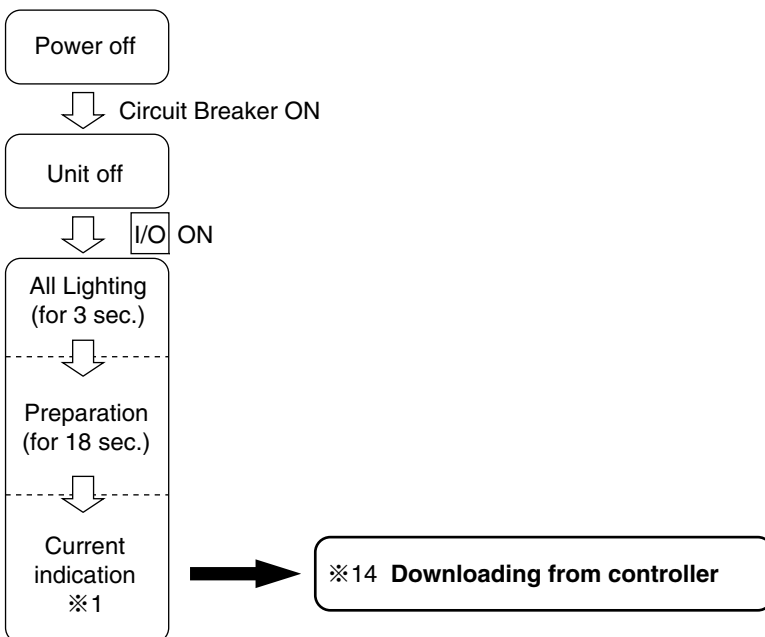 Power off
Circuit Breaker ON
Unit off
I/O ON
All Lighting
(for 3 sec.)
Preparation
(for 18 sec.)
Current
indication
※1
※14 Downloading from controller